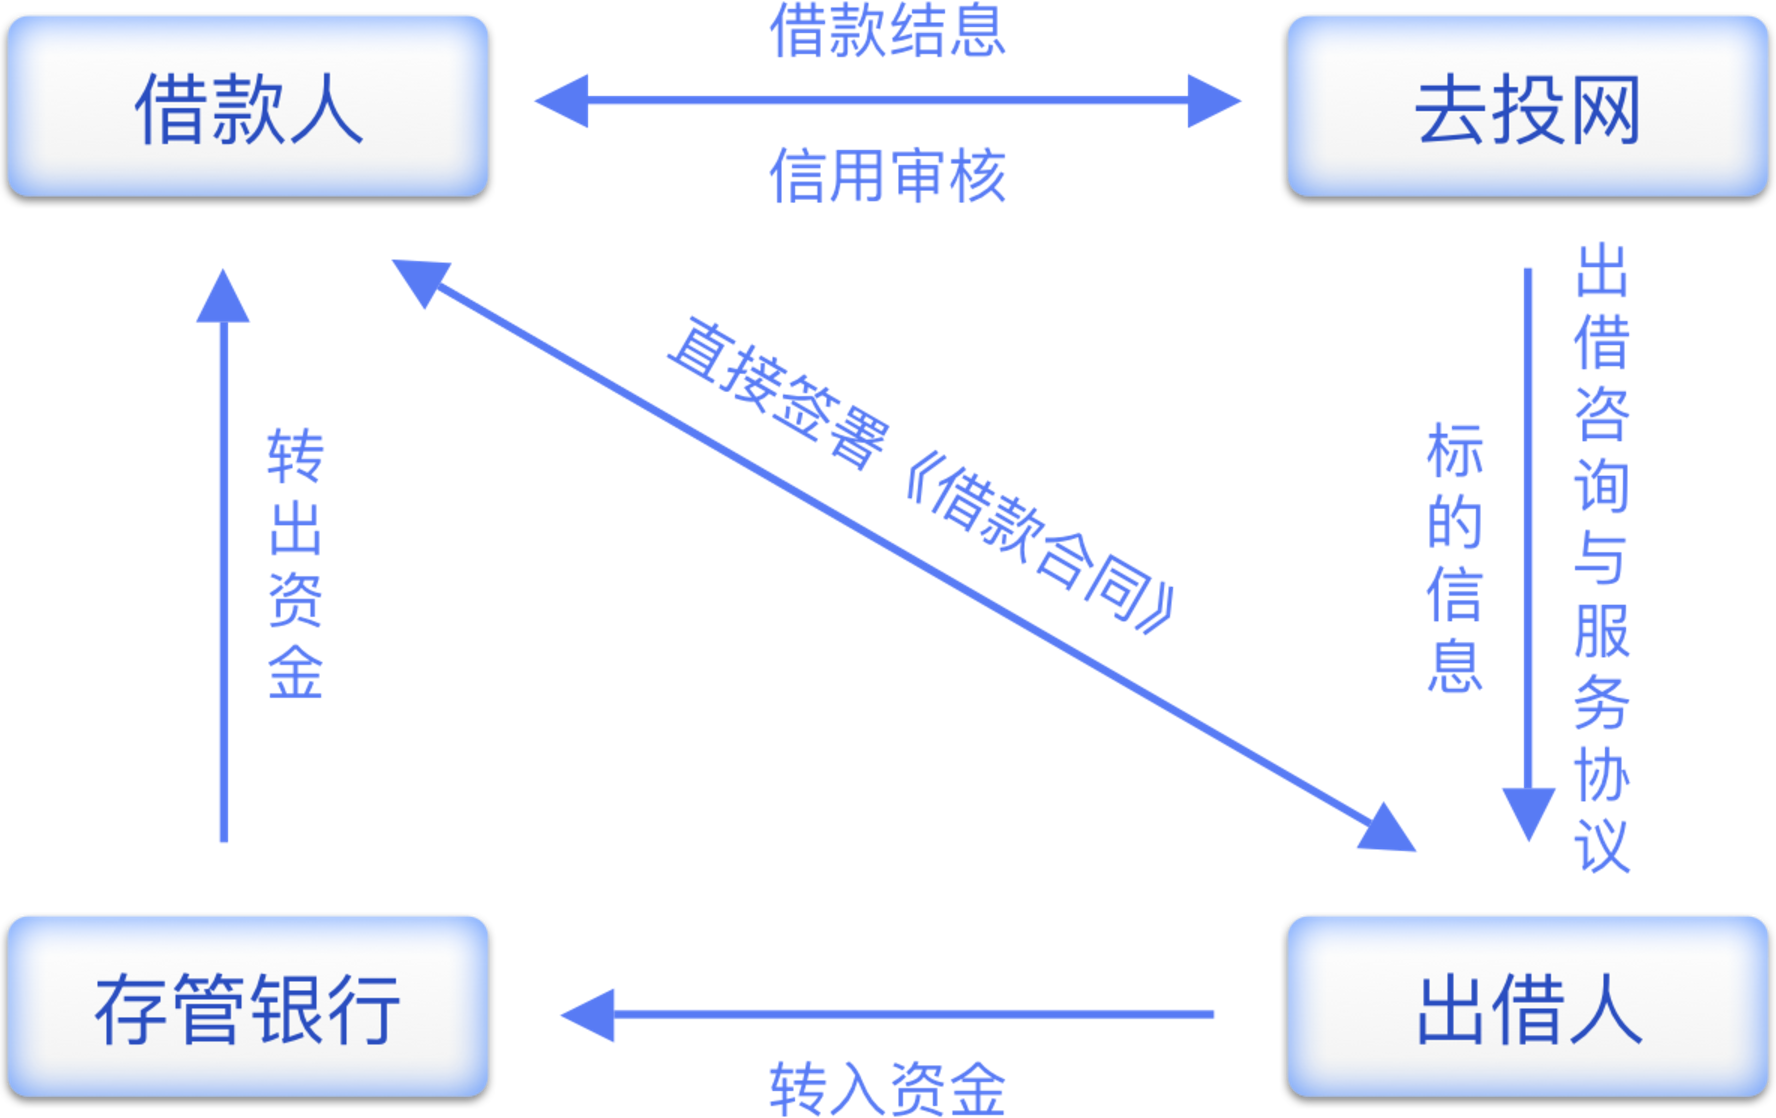 借款人
借款结息
信用审核
去投网
转出资金
直接签署《借款合同》
标的信息
出借咨询与服务协议
存管银行
转入资金
出借人